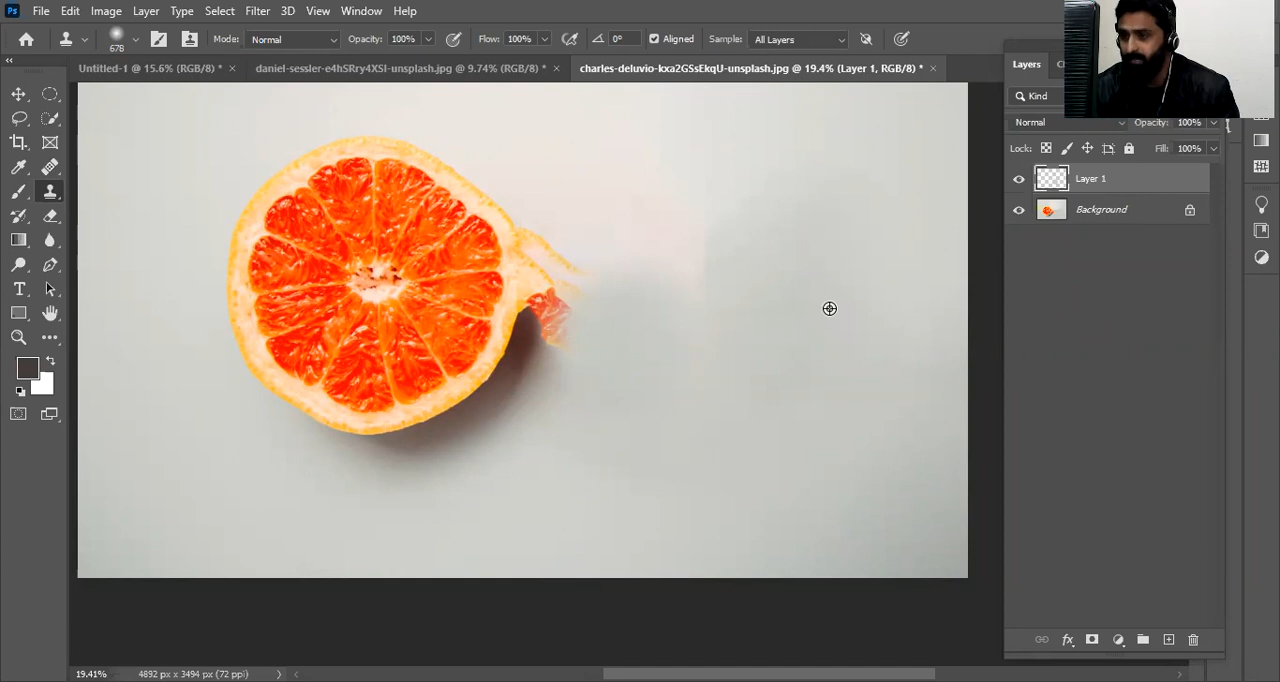 Ps File Edit Image Layer Type Select Filter 3D View Window Help
678 Mode: Normal Opacity: 100% Flow: 100% 0° Aligned Sample: All Layers
Untitled-1 @ 15.6% (RGB/8) * × daniel-sessler-e4hSRry4XSI-unsplash.jpg @ 9.74% (RGB/8) * × charles-deluvio-kxa2GSsEkqU-unsplash.jpg @ 19.4% (Layer 1, RGB/8) * ×
Layers
Kind
Normal Opacity: 100%
Lock: Fill: 100%
Layer 1
Background
T
fx
19.41% 4892 px x 3494 px (72 ppi)